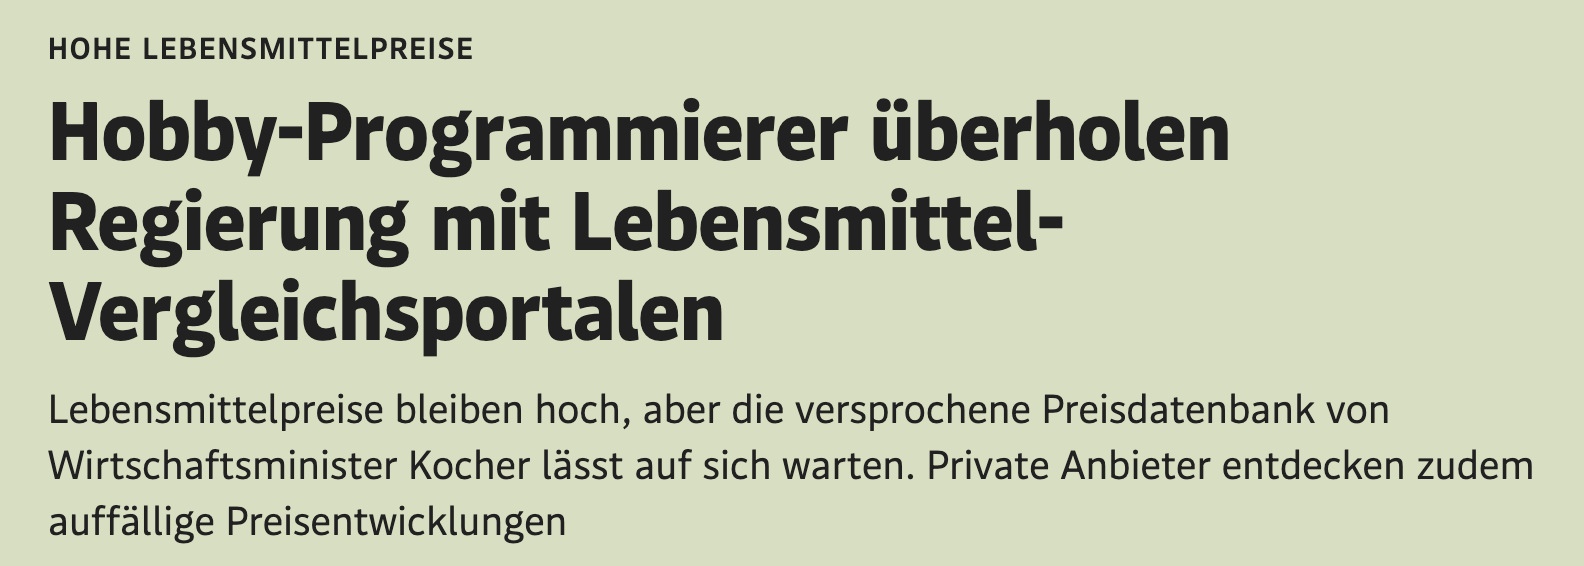 HOHE LEBENSMITTELPREISE
Hobby-Programmierer überholen
Regierung mit Lebensmittel-
Vergleichsportalen
Lebensmittelpreise bleiben hoch, aber die versprochene Preisdatenbank von
Wirtschaftsminister Kocher lässt auf sich warten. Private Anbieter entdecken zudem
auffällige Preisentwicklungen